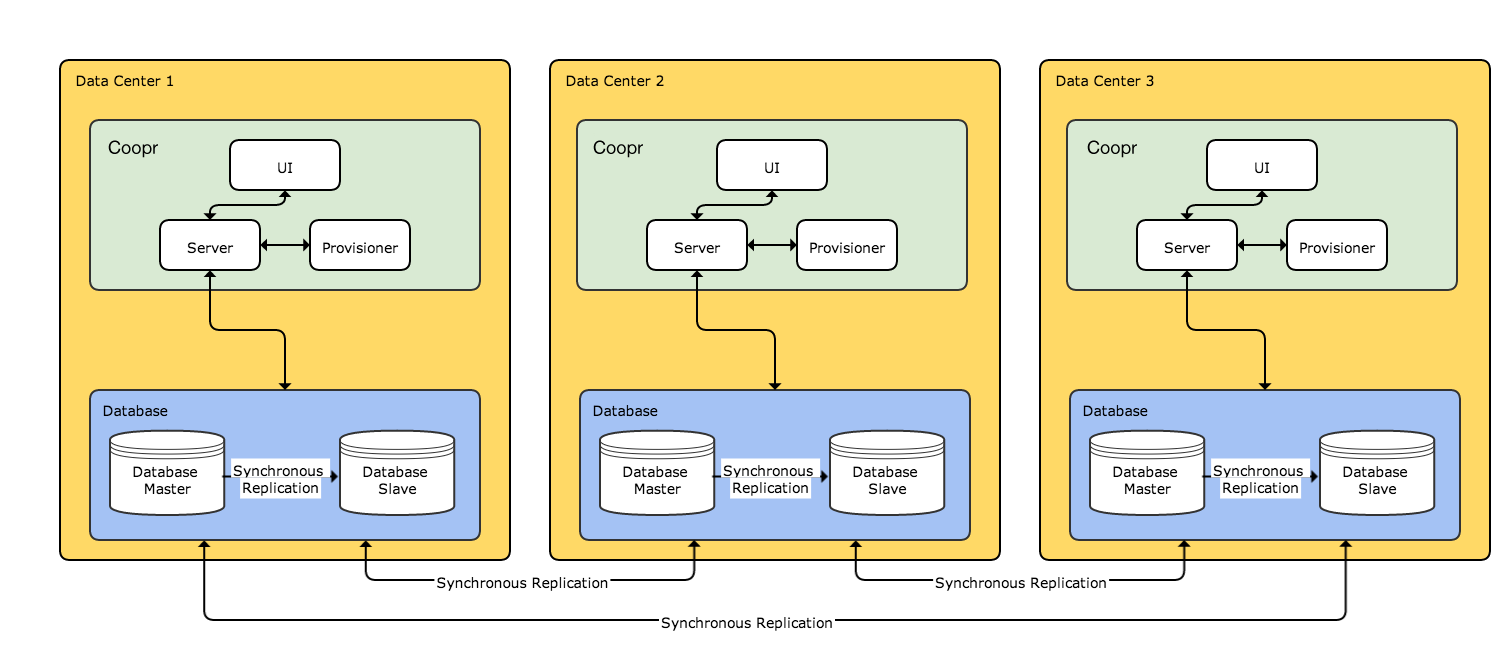 Data Center 1
Coopr
UI
Server
Provisioner
Database
Database
Master
Synchronous
Replication
Database
Slave
Data Center 2
Coopr
UI
Server
Provisioner
Database
Database
Master
Synchronous
Replication
Database
Slave
Data Center 3
Coopr
UI
Server
Provisioner
Database
Database
Master
Synchronous
Replication
Database
Slave
Synchronous Replication
Synchronous Replication
Synchronous Replication